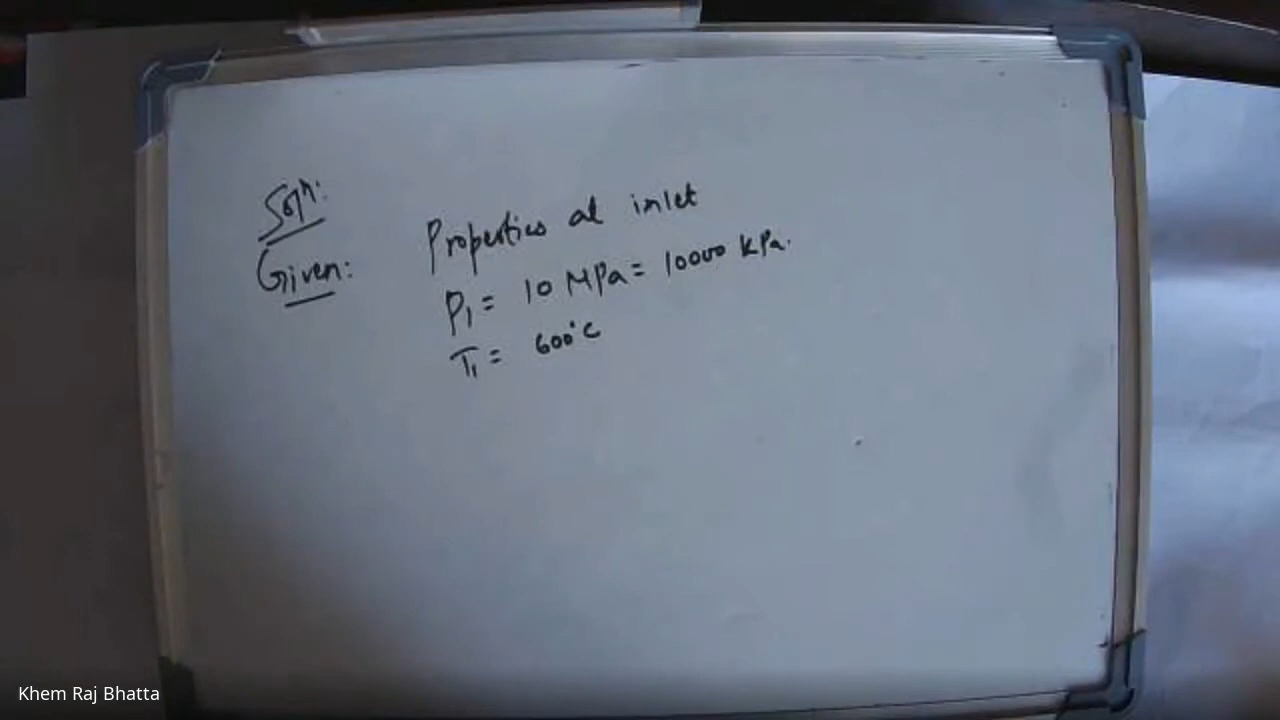 Solⁿ:
Given: Properties at inlet
P₁ = 10 MPa = 10000 kPa.
T₁ = 600°C
Khem Raj Bhatta